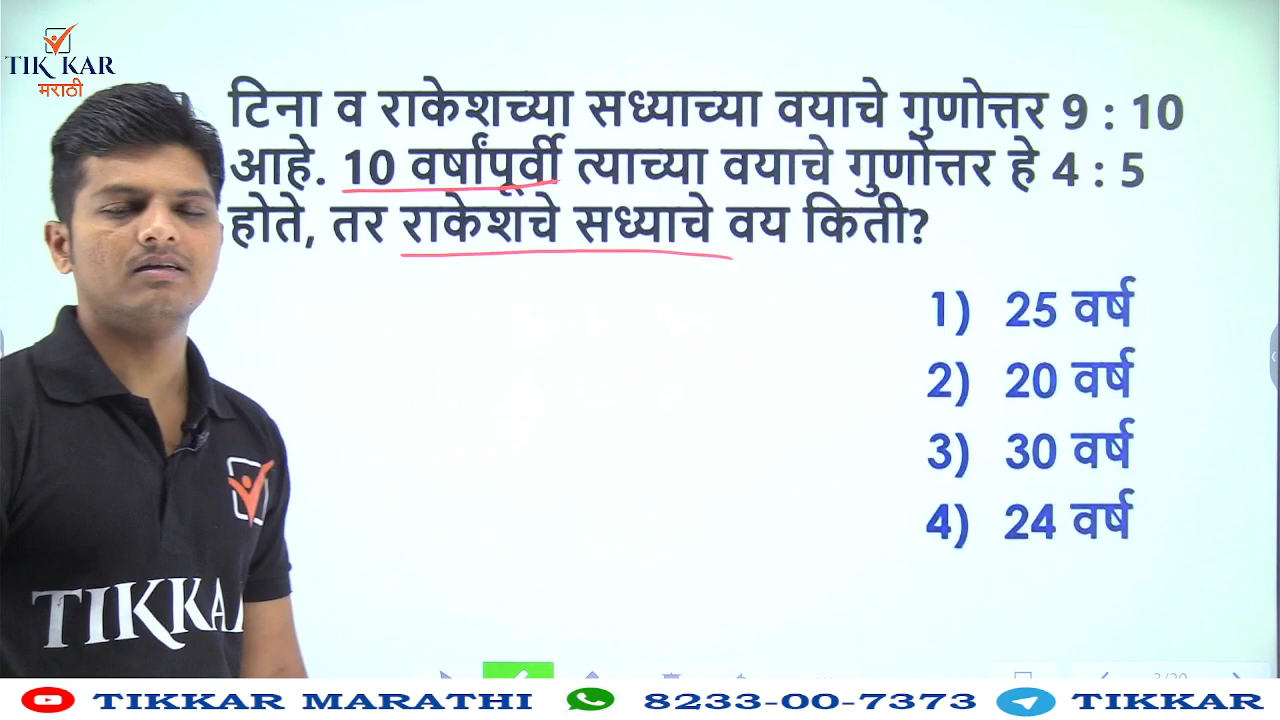 TIK KAR
मराठी
टिना व राकेशच्या सध्याच्या वयाचे गुणोत्तर 9 : 10
आहे. 10 वर्षांपूर्वी त्याच्या वयाचे गुणोत्तर हे 4 : 5
होते, तर राकेशचे सध्याचे वय किती?
1) 25 वर्ष
2) 20 वर्ष
3) 30 वर्ष
4) 24 वर्ष
TIKKA
TIKKAR MARATHI 8233-00-7373 TIKKAR